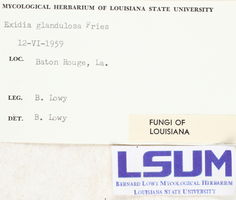 MYCOLOGICAL HERBARIUM OF LOUISIANA STATE UNIVERSITY
Exidia glandulosa Fries
12-VI-1959
LOC. Baton Rouge, La.
LEG. B. Lowy
DET. B. Lowy
FUNGI OF
LOUISIANA
LSUM
BERNARD LOWY MYCOLOGICAL HERBARIUM
LOUISIANA STATE UNIVERSITY